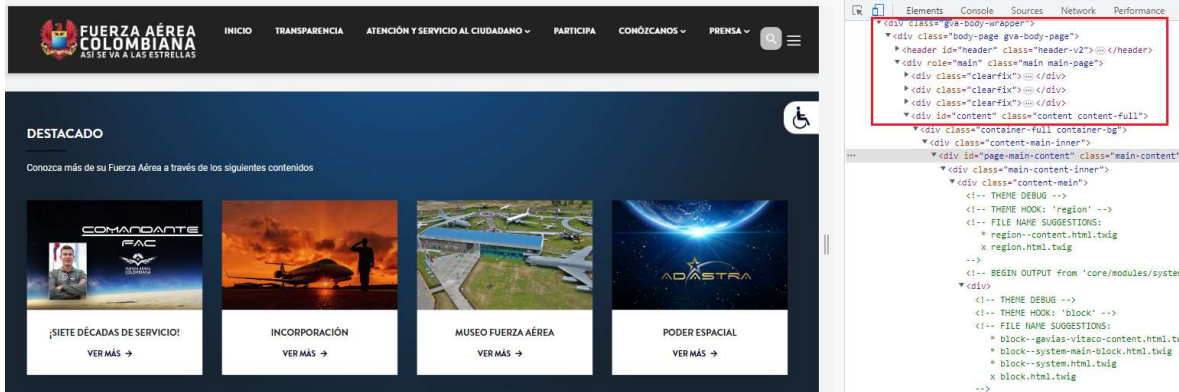 FUERZA AÉREA
COLOMBIANA
ASÍ SE VA A LAS ESTRELLAS
INICIO TRANSPARENCIA ATENCIÓN Y SERVICIO AL CIUDADANO PARTICIPA CONÓZCANOS PRENSA
DESTACADO
Conozca más de su Fuerza Aérea a través de los siguientes contenidos
COMANDANTE
FAC
AD ASTRA
¡SIETE DÉCADAS DE SERVICIO! INCORPORACIÓN MUSEO FUERZA AÉREA PODER ESPACIAL
VER MÁS → VER MÁS → VER MÁS → VER MÁS →
Elements Console Sources Network Performance
▼<div class="gva-body-wrapper">
▼<div class="body-page gva-body-page">
▶<header id="header" class="header-v2">…</header>
▼<div role="main" class="main main-page">
▶<div class="clearfix">…</div>
▶<div class="clearfix">…</div>
▶<div class="clearfix">…</div>
▼<div id="content" class="content content-full">
▼<div class="container-full container-bg">
▼<div class="content-main-inner">
… ▼<div id="page-main-content" class="main-content"
▼<div class="main-content-inner">
▼<div class="content-main">
<!-- THEME DEBUG -->
<!-- THEME HOOK: 'region' -->
<!-- FILE NAME SUGGESTIONS:
* region--content.html.twig
x region.html.twig
-->
<!-- BEGIN OUTPUT from 'core/modules/system
▼<div>
<!-- THEME DEBUG -->
<!-- THEME HOOK: 'block' -->
<!-- FILE NAME SUGGESTIONS:
* block--gavias-vitaco-content.html.tw
* block--system-main-block.html.twig
* block--system.html.twig
x block.html.twig
-->